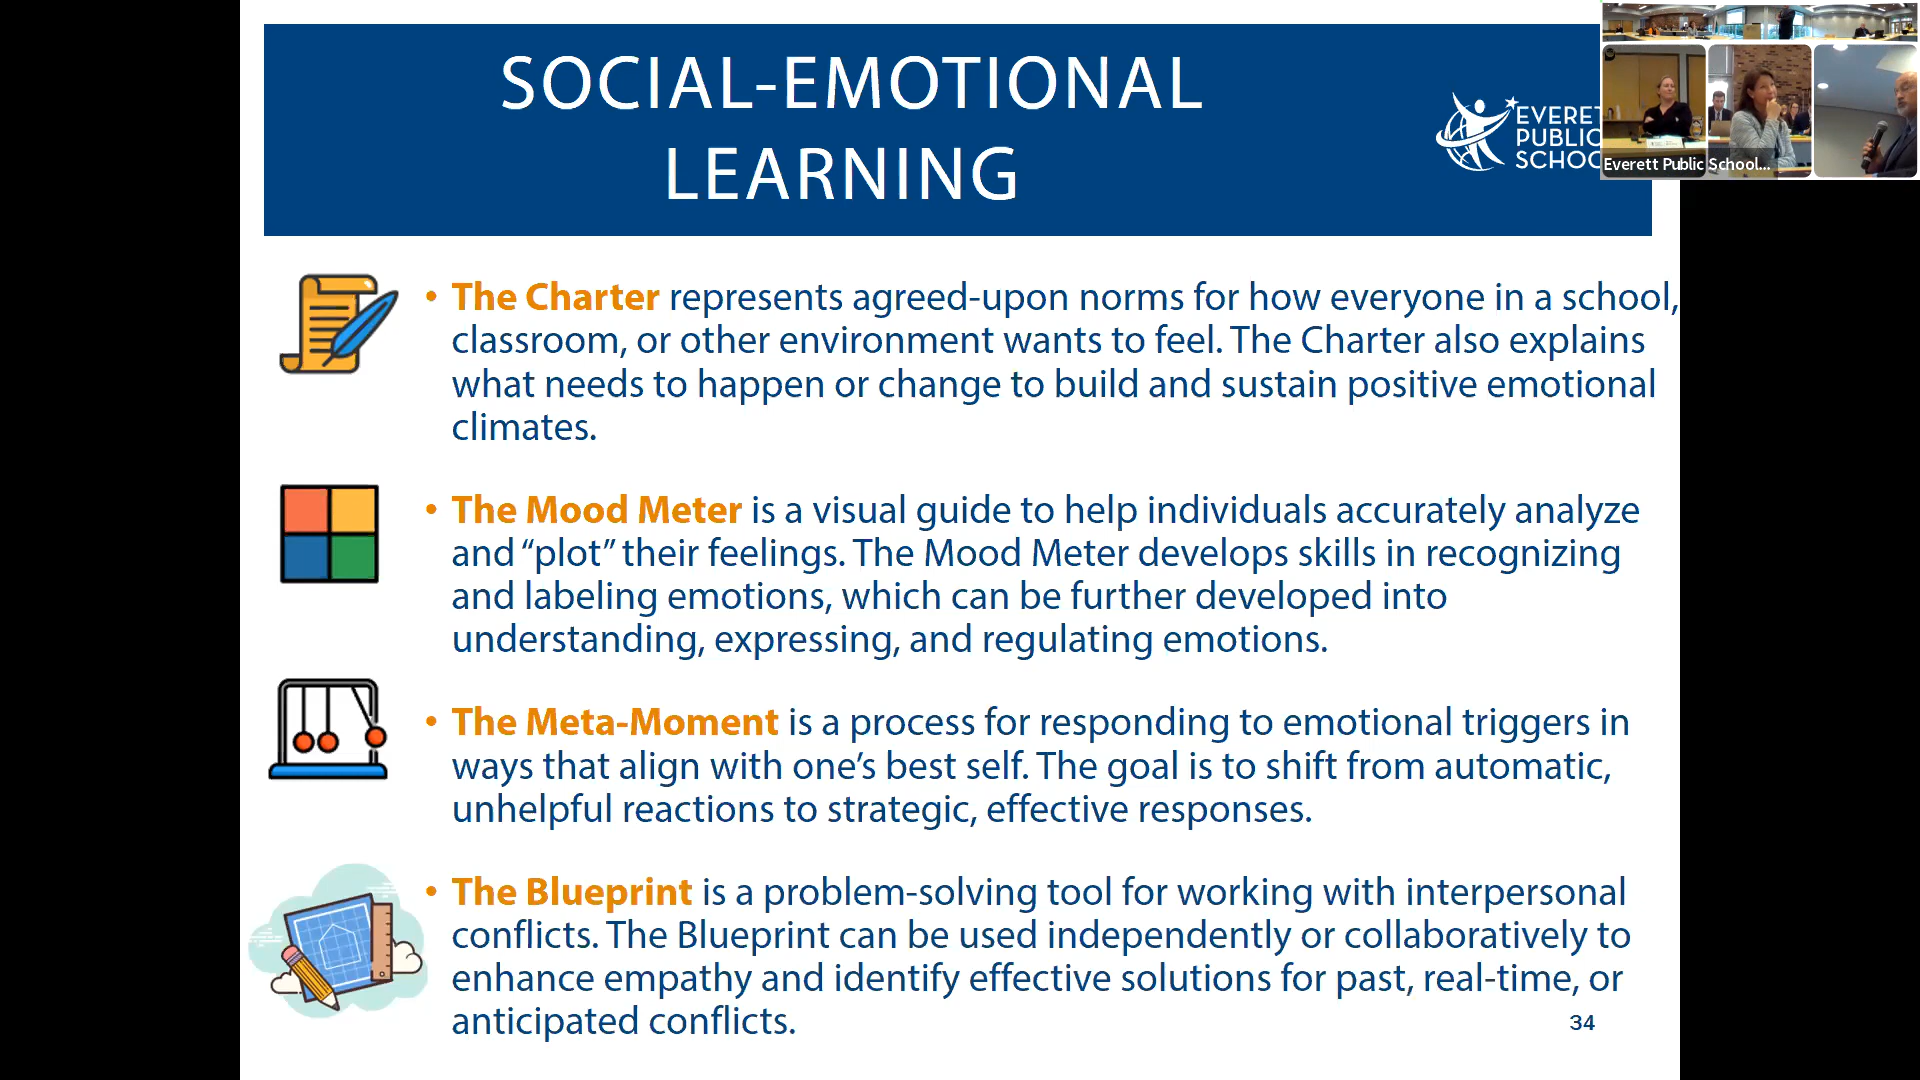 SOCIAL-EMOTIONAL
LEARNING
EVERET
PUBLIC
SCHOO
Everett Public School...
• The Charter represents agreed-upon norms for how everyone in a school,
classroom, or other environment wants to feel. The Charter also explains
what needs to happen or change to build and sustain positive emotional
climates.
• The Mood Meter is a visual guide to help individuals accurately analyze
and “plot” their feelings. The Mood Meter develops skills in recognizing
and labeling emotions, which can be further developed into
understanding, expressing, and regulating emotions.
• The Meta-Moment is a process for responding to emotional triggers in
ways that align with one’s best self. The goal is to shift from automatic,
unhelpful reactions to strategic, effective responses.
• The Blueprint is a problem-solving tool for working with interpersonal
conflicts. The Blueprint can be used independently or collaboratively to
enhance empathy and identify effective solutions for past, real-time, or
anticipated conflicts.
34